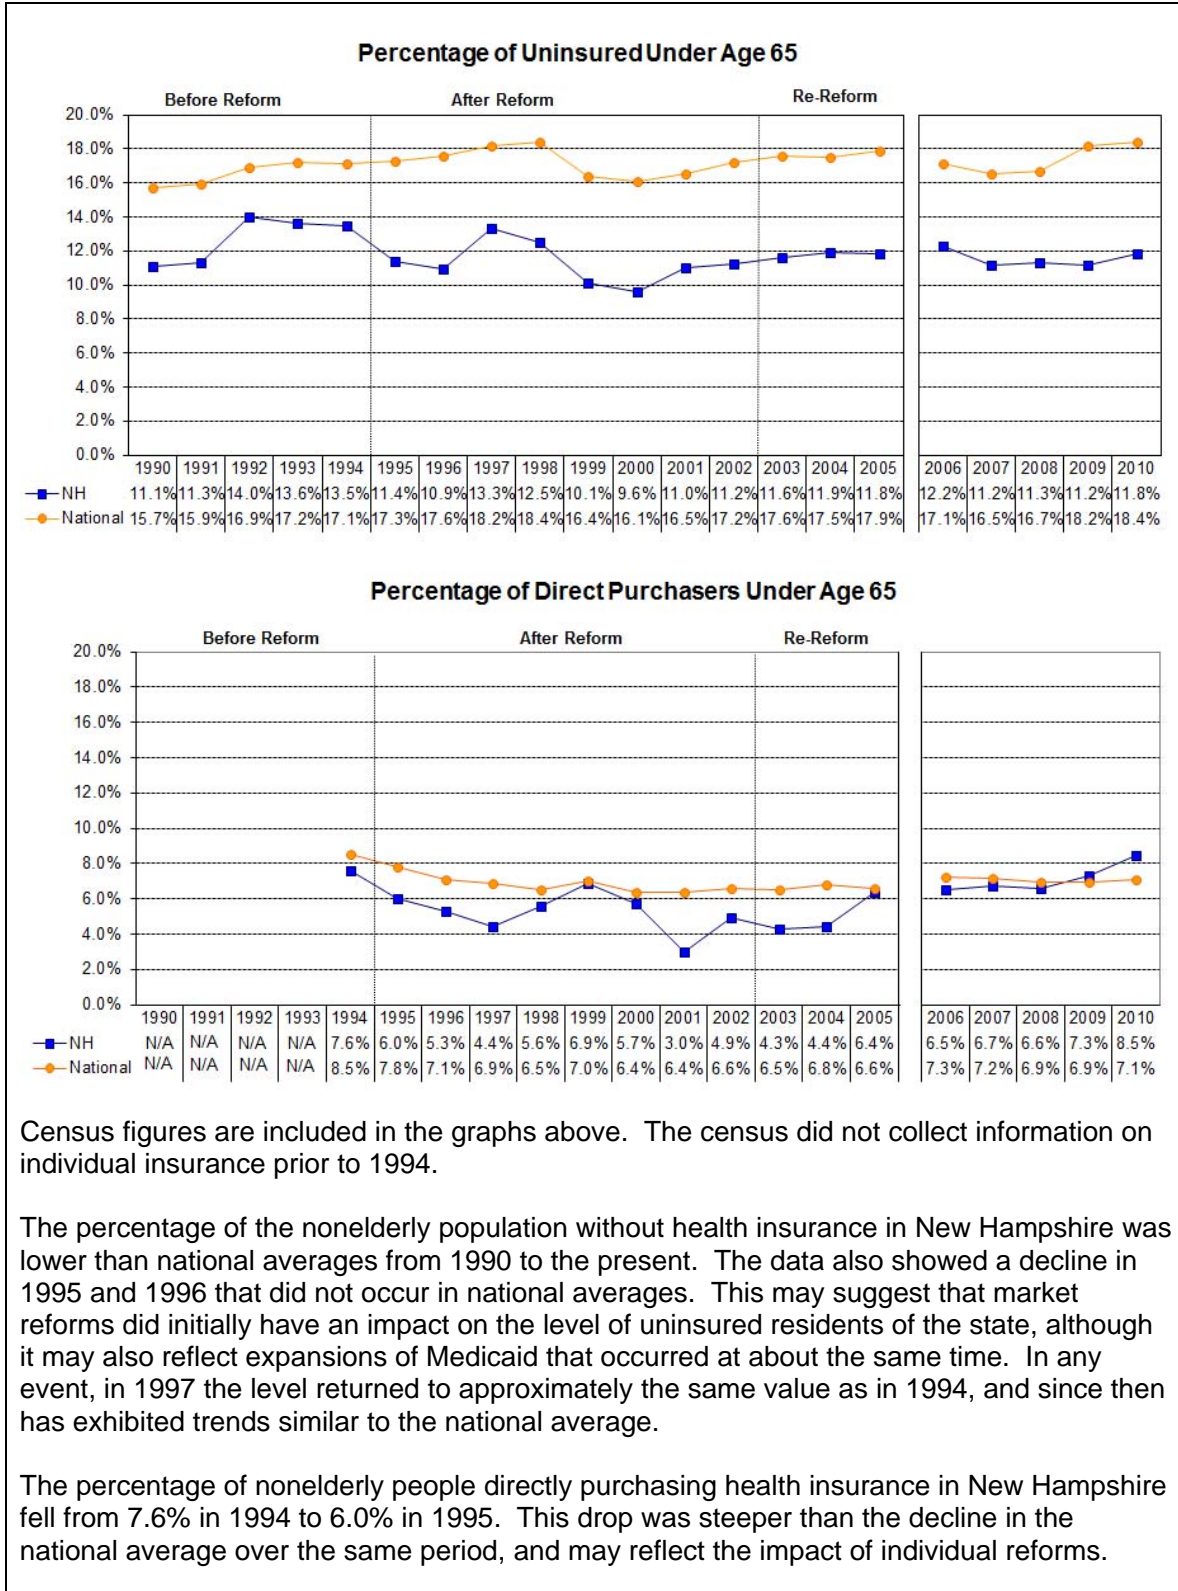 Percentage of Uninsured Under Age 65
Before Reform After Reform Re-Reform
20.0%
18.0%
16.0%
14.0%
12.0%
10.0%
8.0%
6.0%
4.0%
2.0%
0.0%
1990 1991 1992 1993 1994 1995 1996 1997 1998 1999 2000 2001 2002 2003 2004 2005 2006 2007 2008 2009 2010
NH 11.1% 11.3% 14.0% 13.6% 13.5% 11.4% 10.9% 13.3% 12.5% 10.1% 9.6% 11.0% 11.2% 11.6% 11.9% 11.8% 12.2% 11.2% 11.3% 11.2% 11.8%
National 15.7% 15.9% 16.9% 17.2% 17.1% 17.3% 17.6% 18.2% 18.4% 16.4% 16.1% 16.5% 17.2% 17.6% 17.5% 17.9% 17.1% 16.5% 16.7% 18.2% 18.4%
Percentage of Direct Purchasers Under Age 65
Before Reform After Reform Re-Reform
20.0%
18.0%
16.0%
14.0%
12.0%
10.0%
8.0%
6.0%
4.0%
2.0%
0.0%
1990 1991 1992 1993 1994 1995 1996 1997 1998 1999 2000 2001 2002 2003 2004 2005 2006 2007 2008 2009 2010
NH N/A N/A N/A N/A 7.6% 6.0% 5.3% 4.4% 5.6% 6.9% 5.7% 3.0% 4.9% 4.3% 4.4% 6.4% 6.5% 6.7% 6.6% 7.3% 8.5%
National N/A N/A N/A N/A 8.5% 7.8% 7.1% 6.9% 6.5% 7.0% 6.4% 6.4% 6.6% 6.5% 6.8% 6.6% 7.3% 7.2% 6.9% 6.9% 7.1%
Census figures are included in the graphs above. The census did not collect information on
individual insurance prior to 1994.
The percentage of the nonelderly population without health insurance in New Hampshire was
lower than national averages from 1990 to the present. The data also showed a decline in
1995 and 1996 that did not occur in national averages. This may suggest that market
reforms did initially have an impact on the level of uninsured residents of the state, although
it may also reflect expansions of Medicaid that occurred at about the same time. In any
event, in 1997 the level returned to approximately the same value as in 1994, and since then
has exhibited trends similar to the national average.
The percentage of nonelderly people directly purchasing health insurance in New Hampshire
fell from 7.6% in 1994 to 6.0% in 1995. This drop was steeper than the decline in the
national average over the same period, and may reflect the impact of individual reforms.